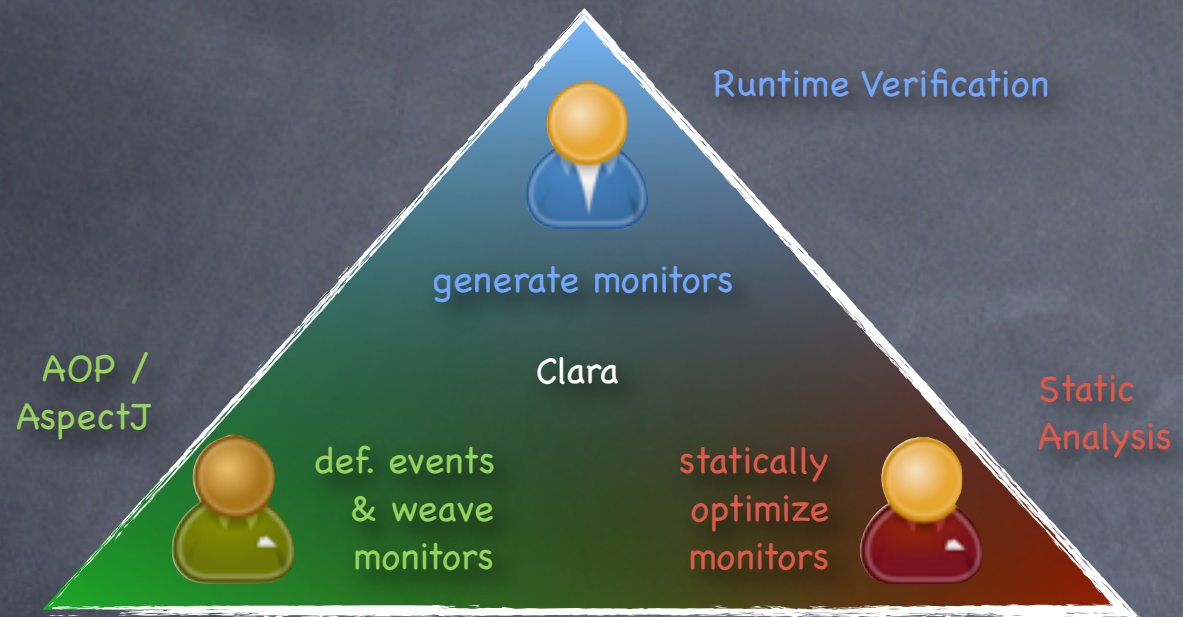 Runtime Verification
generate monitors
Clara
AOP /
AspectJ
def. events
& weave
monitors
statically
optimize
monitors
Static
Analysis